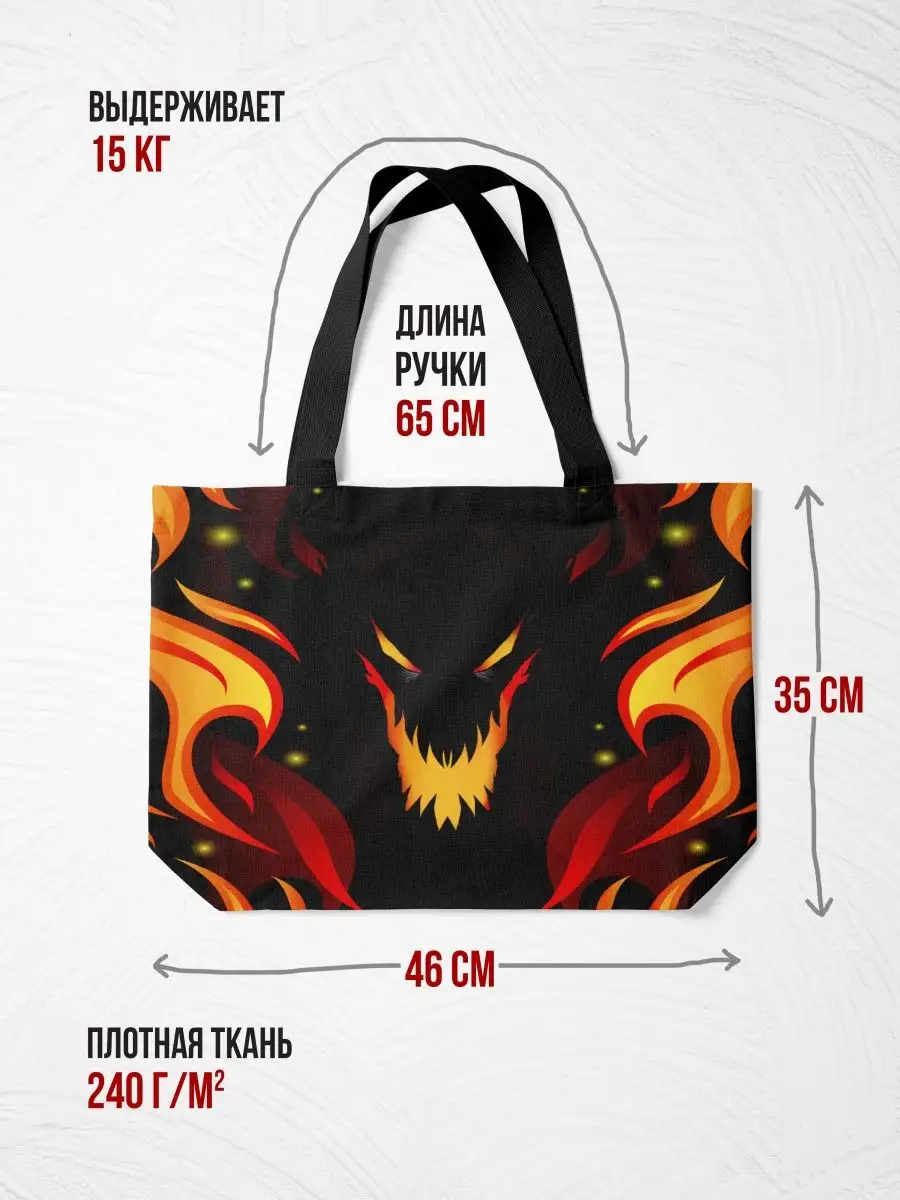 ВЫДЕРЖИВАЕТ
15 КГ
ДЛИНА
РУЧКИ
65 СМ
35 СМ
46 СМ
ПЛОТНАЯ ТКАНЬ
240 Г/М²